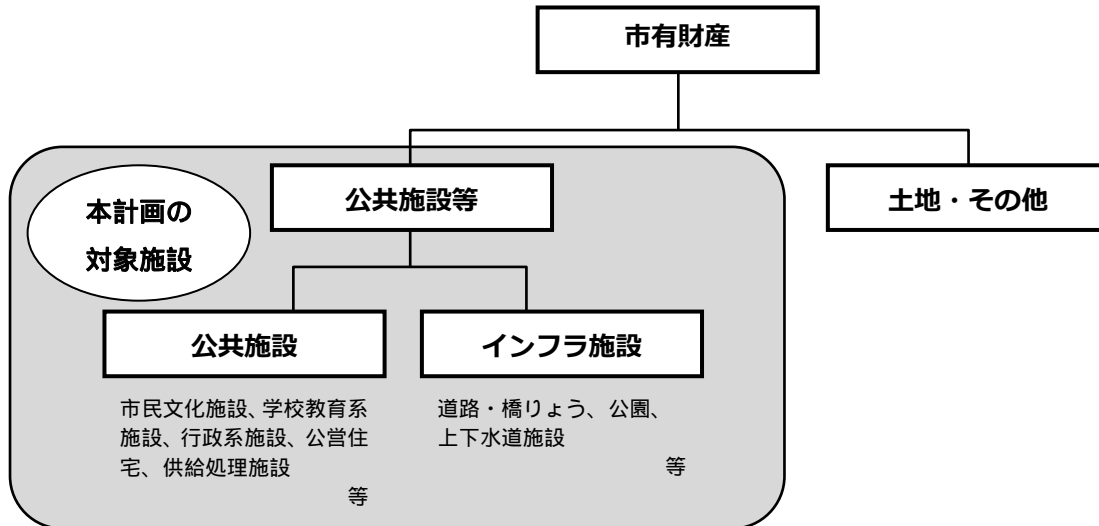 市有財産
公共施設等
土地・その他
本計画の
対象施設
公共施設
インフラ施設
市民文化施設、学校教育系
施設、行政系施設、公営住
宅、供給処理施設
等
道路・橋りょう、公園、
上下水道施設
等